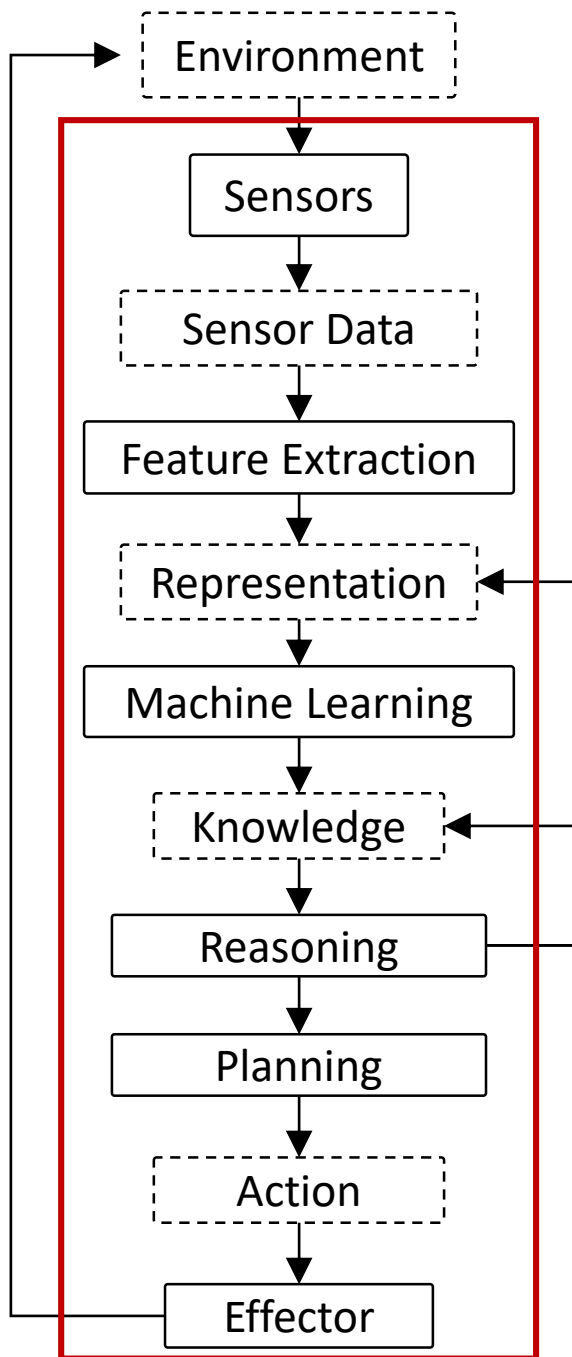 Environment
Sensors
Sensor Data
Feature Extraction
Representation
Machine Learning
Knowledge
Reasoning
Planning
Action
Effector